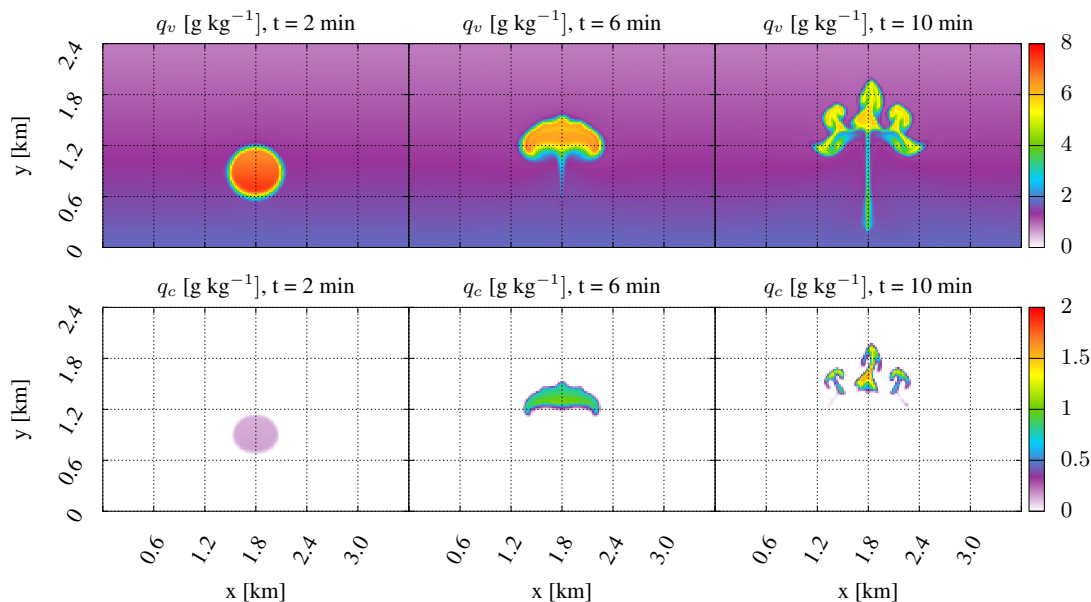 q_v [g kg⁻¹], t = 2 min
q_v [g kg⁻¹], t = 6 min
q_v [g kg⁻¹], t = 10 min
y [km]
2.4
1.8
1.2
0.6
0
8
6
4
2
0
q_c [g kg⁻¹], t = 2 min
q_c [g kg⁻¹], t = 6 min
q_c [g kg⁻¹], t = 10 min
y [km]
2.4
1.8
1.2
0.6
0
2
1.5
1
0.5
0
0.6 1.2 1.8 2.4 3.0
0.6 1.2 1.8 2.4 3.0
0.6 1.2 1.8 2.4 3.0
x [km]
x [km]
x [km]